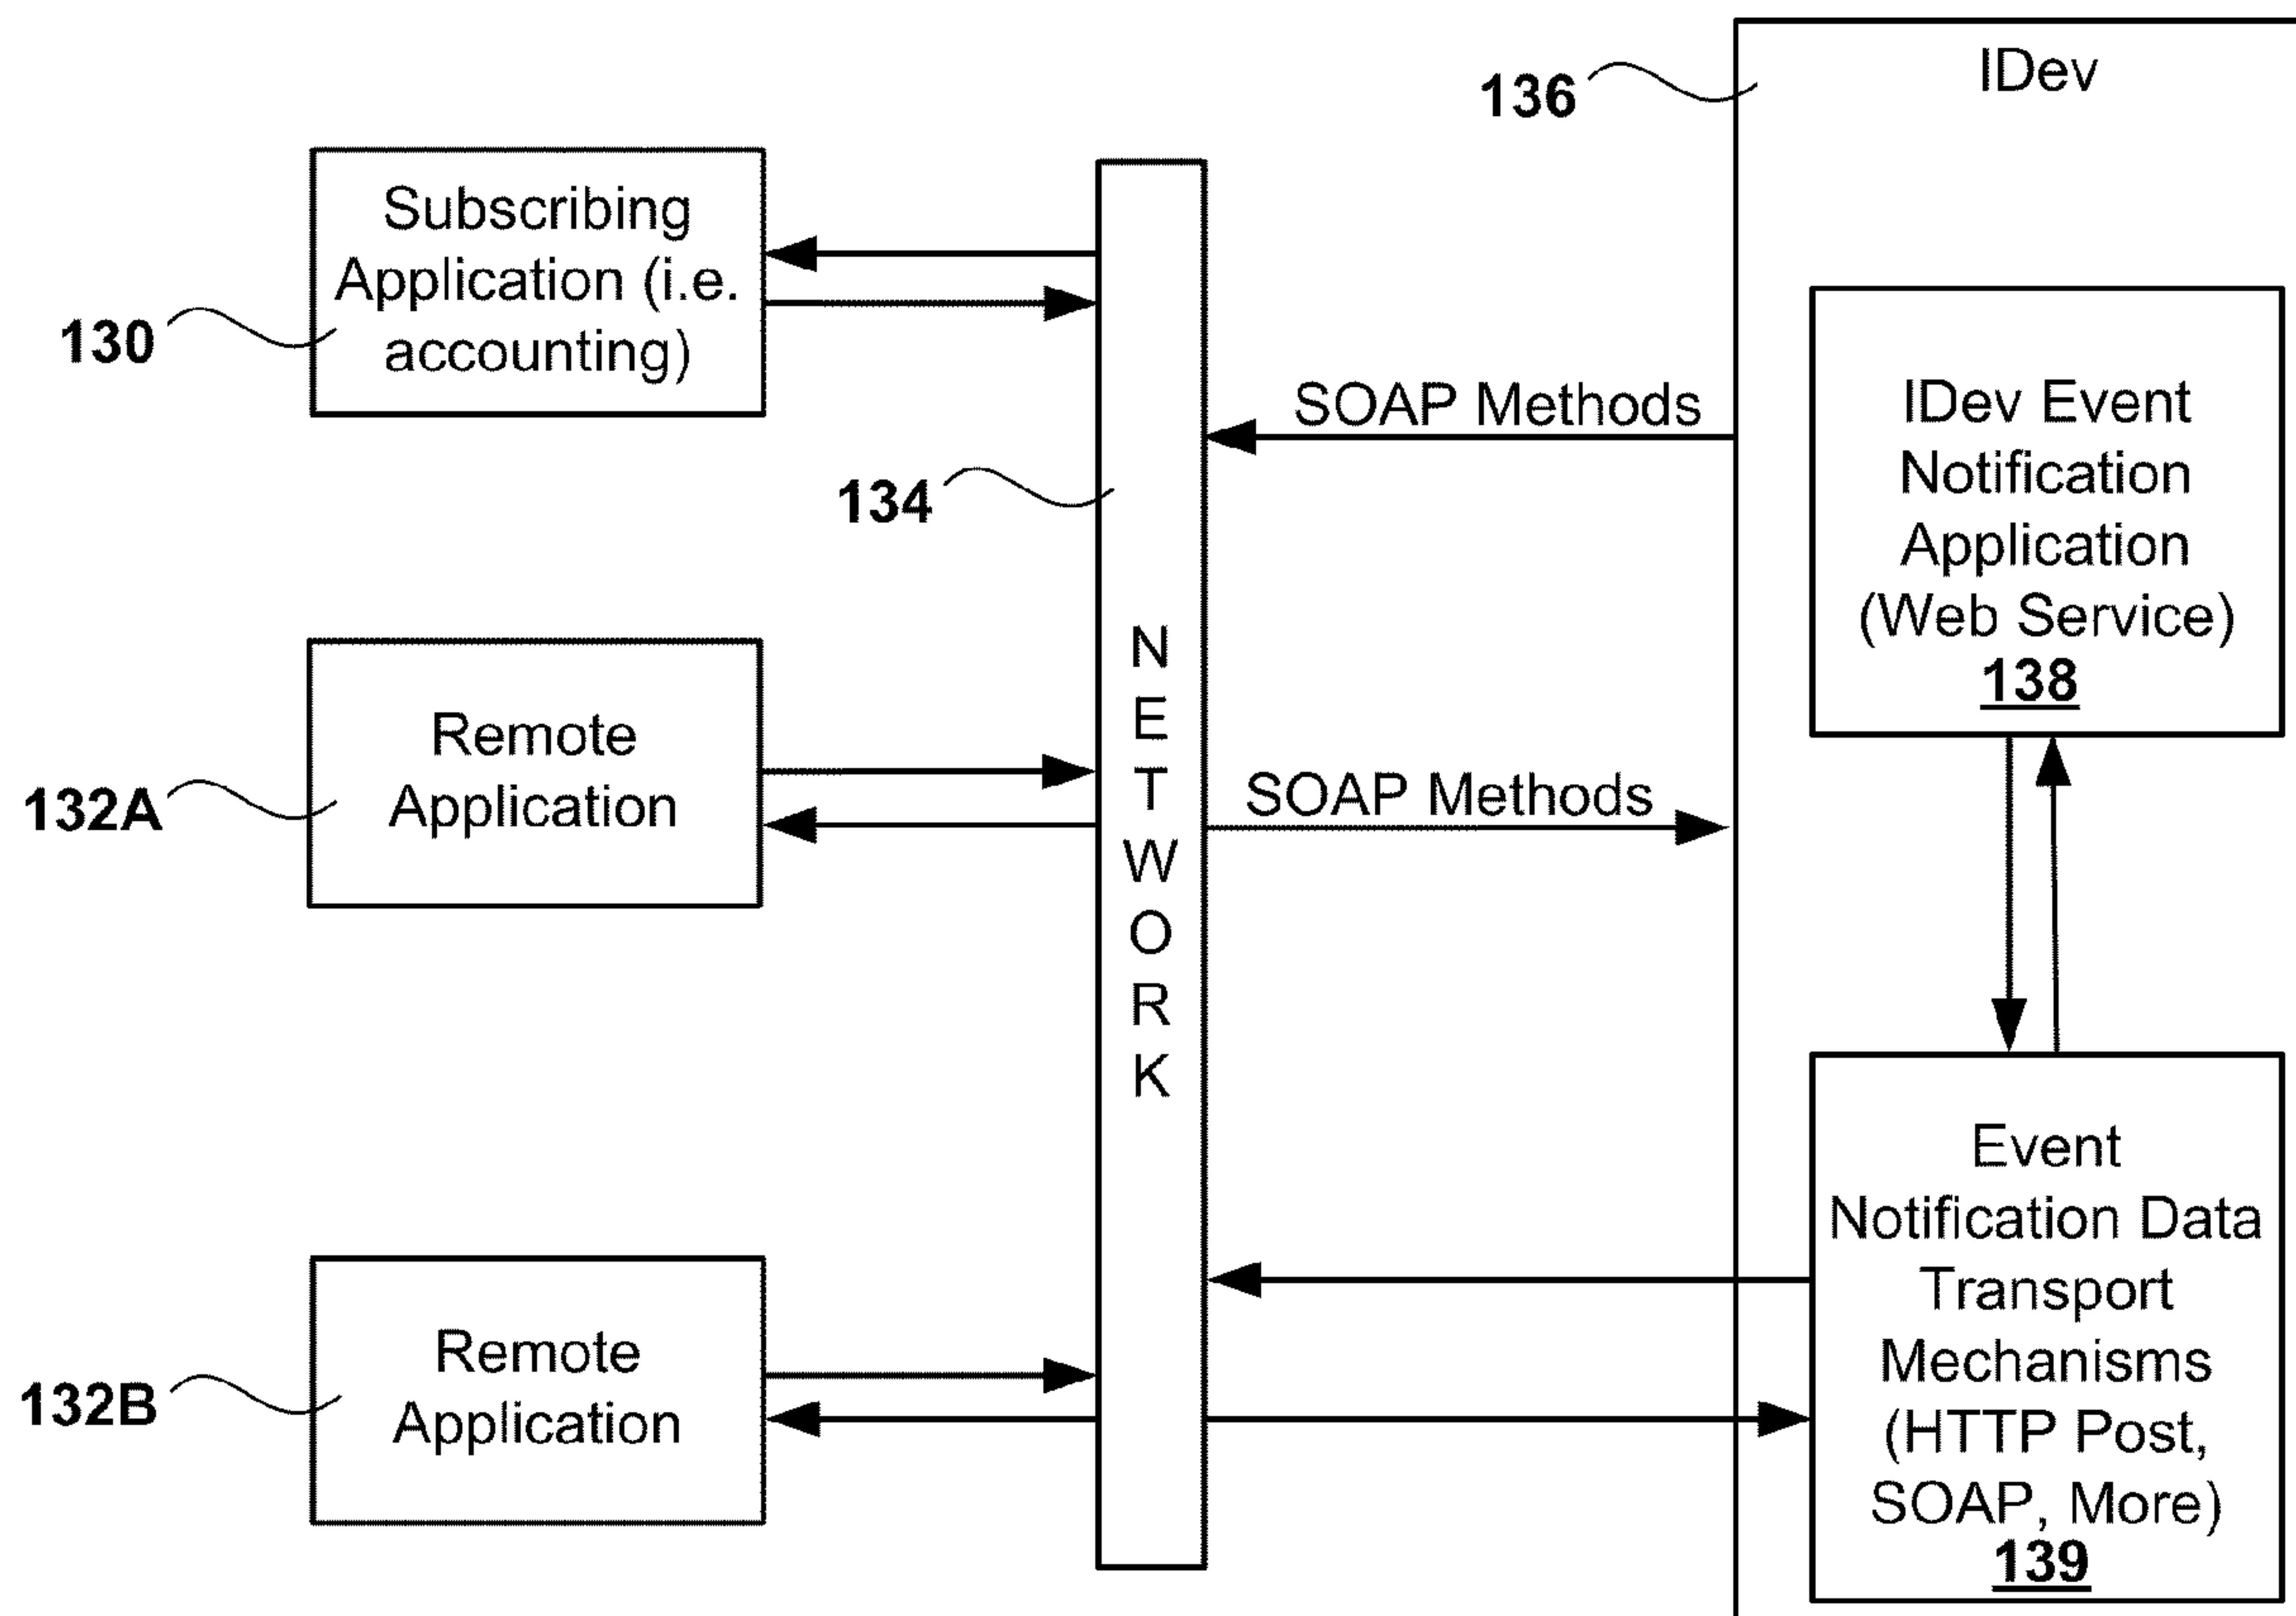 IDev
136
Subscribing
Application (i.e.
accounting)
130
SOAP Methods
134
IDev Event
Notification
Application
(Web Service)
138
NETWORK
Remote
Application
132A
SOAP Methods
Event
Notification Data
Transport
Mechanisms
(HTTP Post,
SOAP, More)
139
Remote
Application
132B